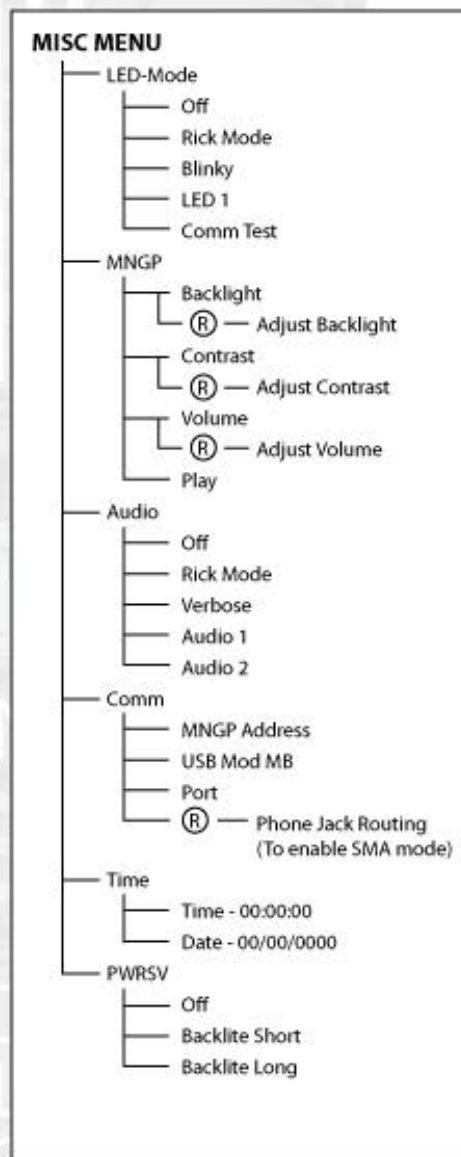 MISC MENU
LED-Mode
Off
Rick Mode
Blinky
LED 1
Comm Test
MNGP
Backlight
Ⓡ Adjust Backlight
Contrast
Ⓡ Adjust Contrast
Volume
Ⓡ Adjust Volume
Play
Audio
Off
Rick Mode
Verbose
Audio 1
Audio 2
Comm
MNGP Address
USB Mod MB
Port
Ⓡ Phone Jack Routing
(To enable SMA mode)
Time
Time - 00:00:00
Date - 00/00/0000
PWRSV
Off
Backlite Short
Backlite Long